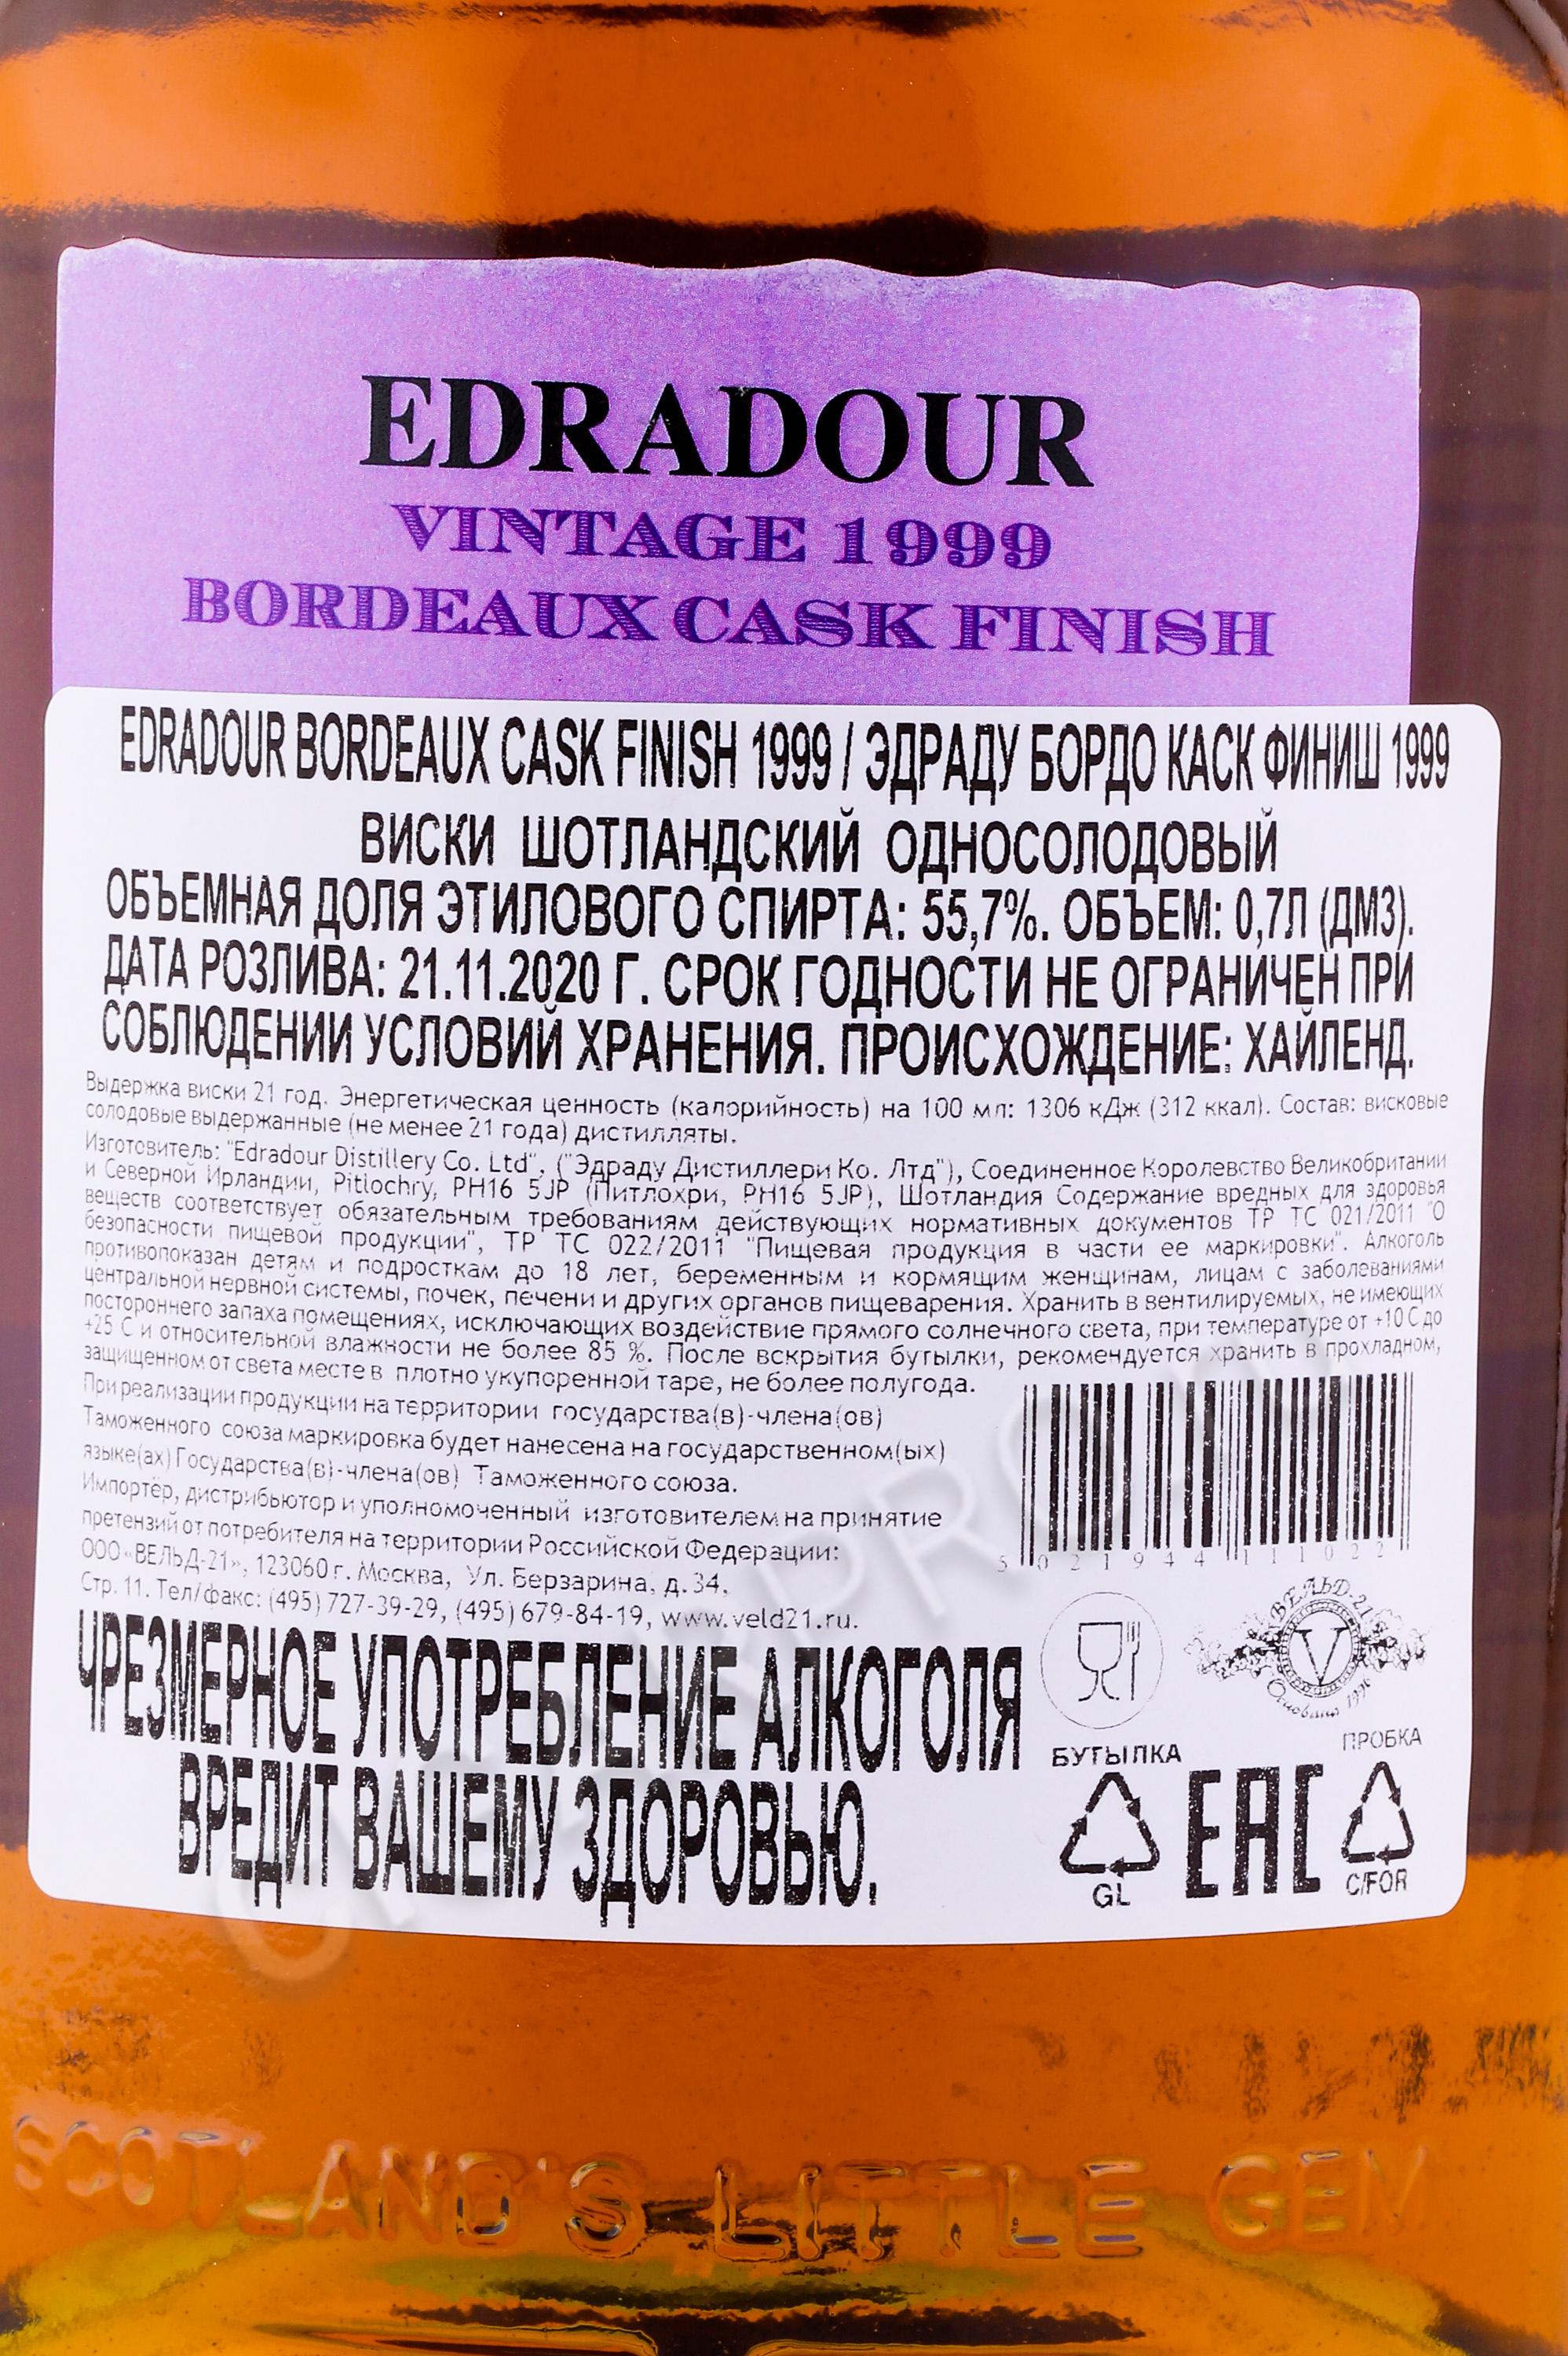 EDRADOUR
VINTAGE 1999
BORDEAUX CASK FINISH
EDRADOUR BORDEAUX CASK FINISH 1999 / ЭДРАДУ БОРДО КАСК ФИНИШ 1999
ВИСКИ ШОТЛАНДСКИЙ ОДНОСОЛОДОВЫЙ
ОБЪЕМНАЯ ДОЛЯ ЭТИЛОВОГО СПИРТА: 55,7%. ОБЪЕМ: 0,7Л (ДМ3).
ДАТА РОЗЛИВА: 21.11.2020 Г. СРОК ГОДНОСТИ НЕ ОГРАНИЧЕН ПРИ
СОБЛЮДЕНИИ УСЛОВИЙ ХРАНЕНИЯ. ПРОИСХОЖДЕНИЕ: ХАЙЛЕНД.
Выдержка виски 21 год. Энергетическая ценность (калорийность) на 100 мл: 1306 кДж (312 ккал). Состав: висковые
солодовые выдержанные (не менее 21 года) дистилляты.
Изготовитель: "Edradour Distillery Co. Ltd", ("Эдраду Дистиллери Ко. Лтд"), Соединенное Королевство Великобритании
и Северной Ирландии, Pitlochry, PH16 5JP (Питлохри, PH16 5JP), Шотландия Содержание вредных для здоровья
веществ соответствует обязательным требованиям действующих нормативных документов ТР ТС 021/2011 "О
безопасности пищевой продукции", ТР ТС 022/2011 "Пищевая продукция в части ее маркировки". Алкоголь
противопоказан детям и подросткам до 18 лет, беременным и кормящим женщинам, лицам с заболеваниями
центральной нервной системы, почек, печени и других органов пищеварения. Хранить в вентилируемых, не имеющих
постороннего запаха помещениях, исключающих воздействие прямого солнечного света, при температуре от +10 С до
+25 С и относительной влажности не более 85 %. После вскрытия бутылки, рекомендуется хранить в прохладном,
защищенном от света месте в плотно укупоренной таре, не более полугода.
При реализации продукции на территории государства(в)-члена(ов)
Таможенного союза маркировка будет нанесена на государственном(ых)
языке(ах) Государства(в)-члена(ов) Таможенного союза.
Импортёр, дистрибьютор и уполномоченный изготовителем на принятие
претензий от потребителя на территории Российской Федерации:
ООО «ВЕЛЬД-21», 123060 г. Москва, Ул. Берзарина, д. 34,
Стр. 11. Тел/факс: (495) 727-39-29, (495) 679-84-19, www.veld21.ru.
5 021944 111022
ВЕЛЬД-21
V
ЧРЕЗМЕРНОЕ УПОТРЕБЛЕНИЕ АЛКОГОЛЯ
ВРЕДИТ ВАШЕМУ ЗДОРОВЬЮ.
БУТЫЛКА
ПРОБКА
GL
EAC
C/FOR
SCOTLAND'S LITTLE GEM